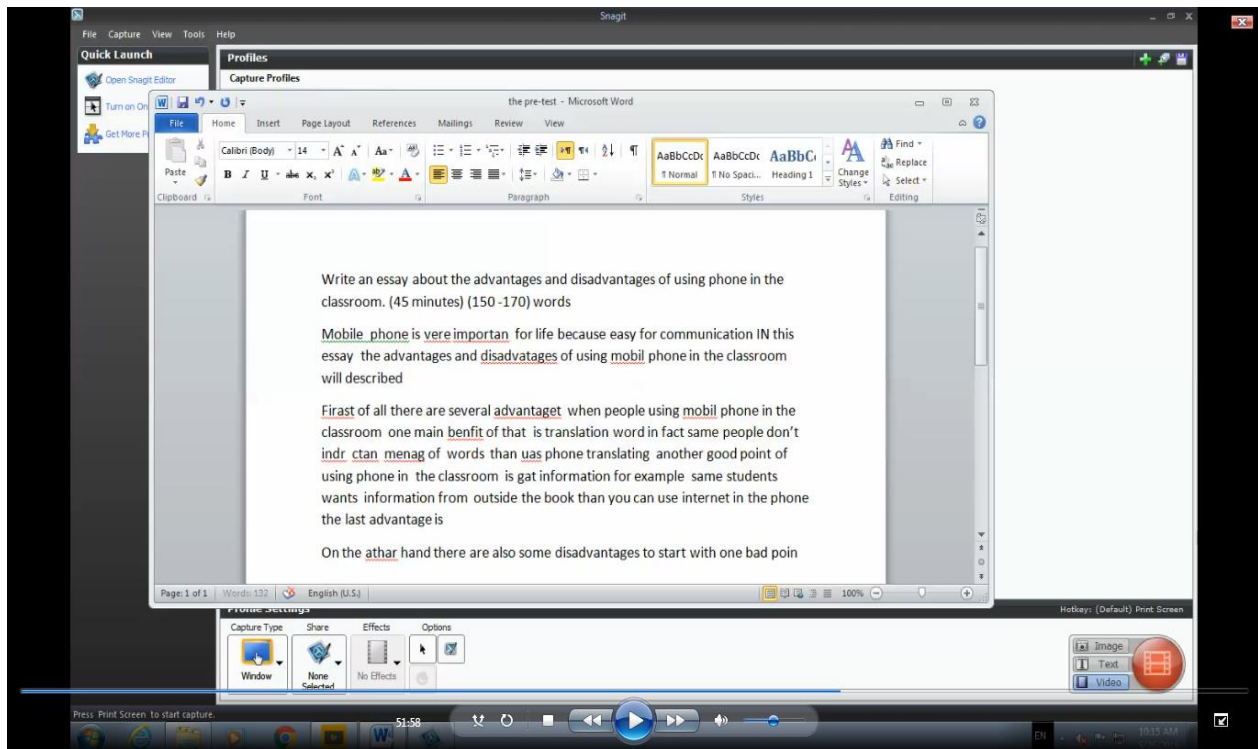 Snagit
File Capture View Tools Help
Quick Launch
Profiles
Open Snagit Editor
Capture Profiles
Turn on On
Get More P
the pre-test - Microsoft Word
File Home Insert Page Layout References Mailings Review View
Calibri (Body) 14
Paste
AaBbCcDc AaBbCcDc AaBbC
¶ Normal ¶ No Spaci... Heading 1
Change Styles
Find
Replace
Select
Clipboard Font Paragraph Styles Editing
Write an essay about the advantages and disadvantages of using phone in the
classroom. (45 minutes) (150 -170) words
Mobile phone is vere importan for life because easy for communication IN this
essay the advantages and disadvatages of using mobil phone in the classroom
will described
Firast of all there are several advantaget when people using mobil phone in the
classroom one main benfit of that is translation word in fact same people don't
indr ctan menag of words than uas phone translating another good point of
using phone in the classroom is gat information for example same students
wants information from outside the book than you can use internet in the phone
the last advantage is
On the athar hand there are also some disadvantages to start with one bad poin
Page: 1 of 1 Words: 132 English (U.S.) 100%
Profile Settings
Hotkey: (Default) Print Screen
Capture Type Share Effects Options
Window None Selected No Effects
Image
Text
Video
Press Print Screen to start capture.
51:58
EN
10:15 AM